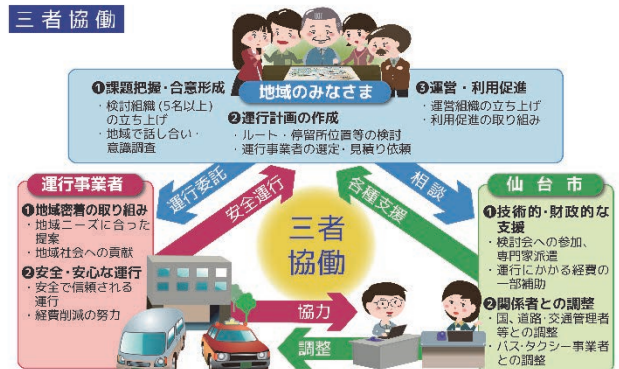 三者協働
地域のみなさま
❶課題把握・合意形成
・検討組織(5名以上)
の立ち上げ
・地域で話し合い・
意識調査
❷運行計画の作成
・ルート・停留所位置等の検討
・運行事業者の選定・見積り依頼
❸運営・利用促進
・運営組織の立ち上げ
・利用促進の取り組み
運行事業者
❶地域密着の取り組み
・地域ニーズに合った
提案
・地域社会への貢献
❷安全・安心な運行
・安全で信頼される
運行
・経費削減の努力
運行委託
安全運行
三者
協働
各種支援
相談
協力
調整
仙台市
❶技術的・財政的な
支援
・検討会への参加、
専門家派遣
・運行にかかる経費の
一部補助
❷関係者との調整
・国、道路・交通管理者
等との調整
・バス・タクシー事業者
との調整